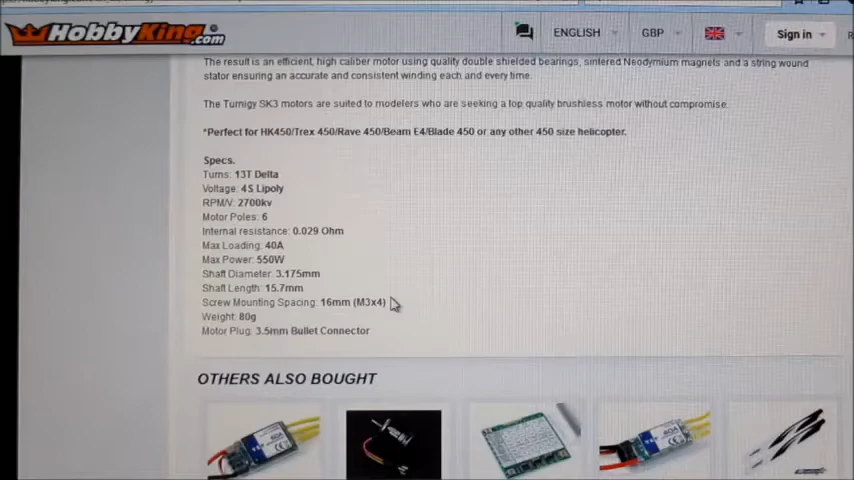 HobbyKing.com
ENGLISH
GBP
Sign in
The result is an efficient, high caliber motor using quality double shielded bearings, sintered Neodymium magnets and a string wound
stator ensuring an accurate and consistent winding each and every time.
The Turnigy SK3 motors are suited to modelers who are seeking a top quality brushless motor without compromise.
*Perfect for HK450/Trex 450/Rave 450/Beam E4/Blade 450 or any other 450 size helicopter.
Specs.
Turns: 13T Delta
Voltage: 4S Lipoly
RPM/V: 2700kv
Motor Poles: 6
Internal resistance: 0.029 Ohm
Max Loading: 40A
Max Power: 550W
Shaft Diameter: 3.175mm
Shaft Length: 15.7mm
Screw Mounting Spacing: 16mm (M3x4)
Weight: 80g
Motor Plug: 3.5mm Bullet Connector
OTHERS ALSO BOUGHT